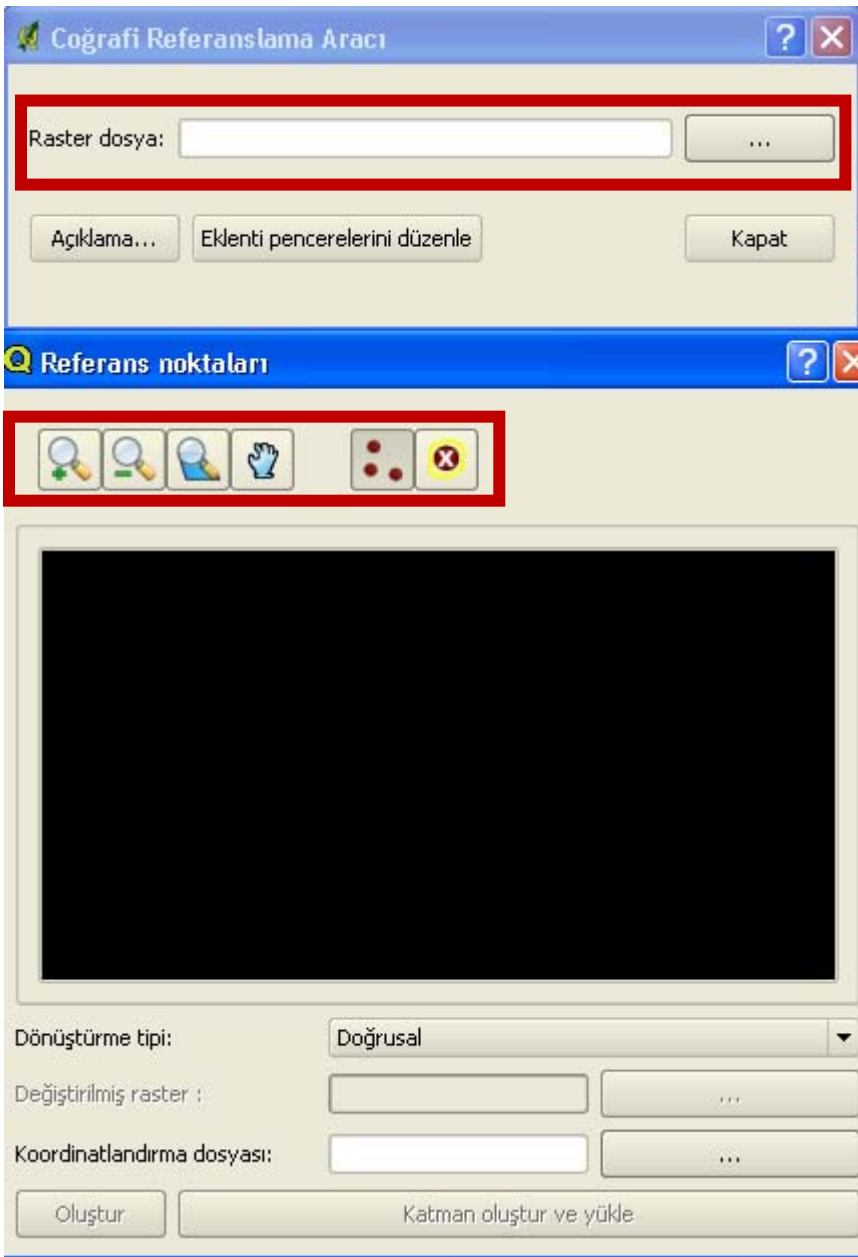 Coğrafi Referanslama Aracı
Raster dosya: ...
Açıklama... Eklenti pencerelerini düzenle Kapat
Referans noktaları
Dönüştürme tipi: Doğrusal
Değiştirilmiş raster : ...
Koordinatlandırma dosyası: ...
Oluştur Katman oluştur ve yükle